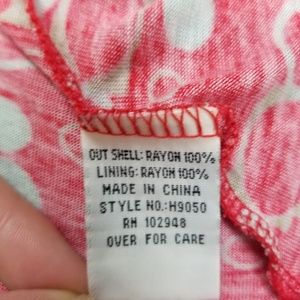 OUT SHELL: RAYON 100%
LINING: RAYON 100%
MADE IN CHINA
STYLE NO.:H9050
RN 102948
OVER FOR CARE